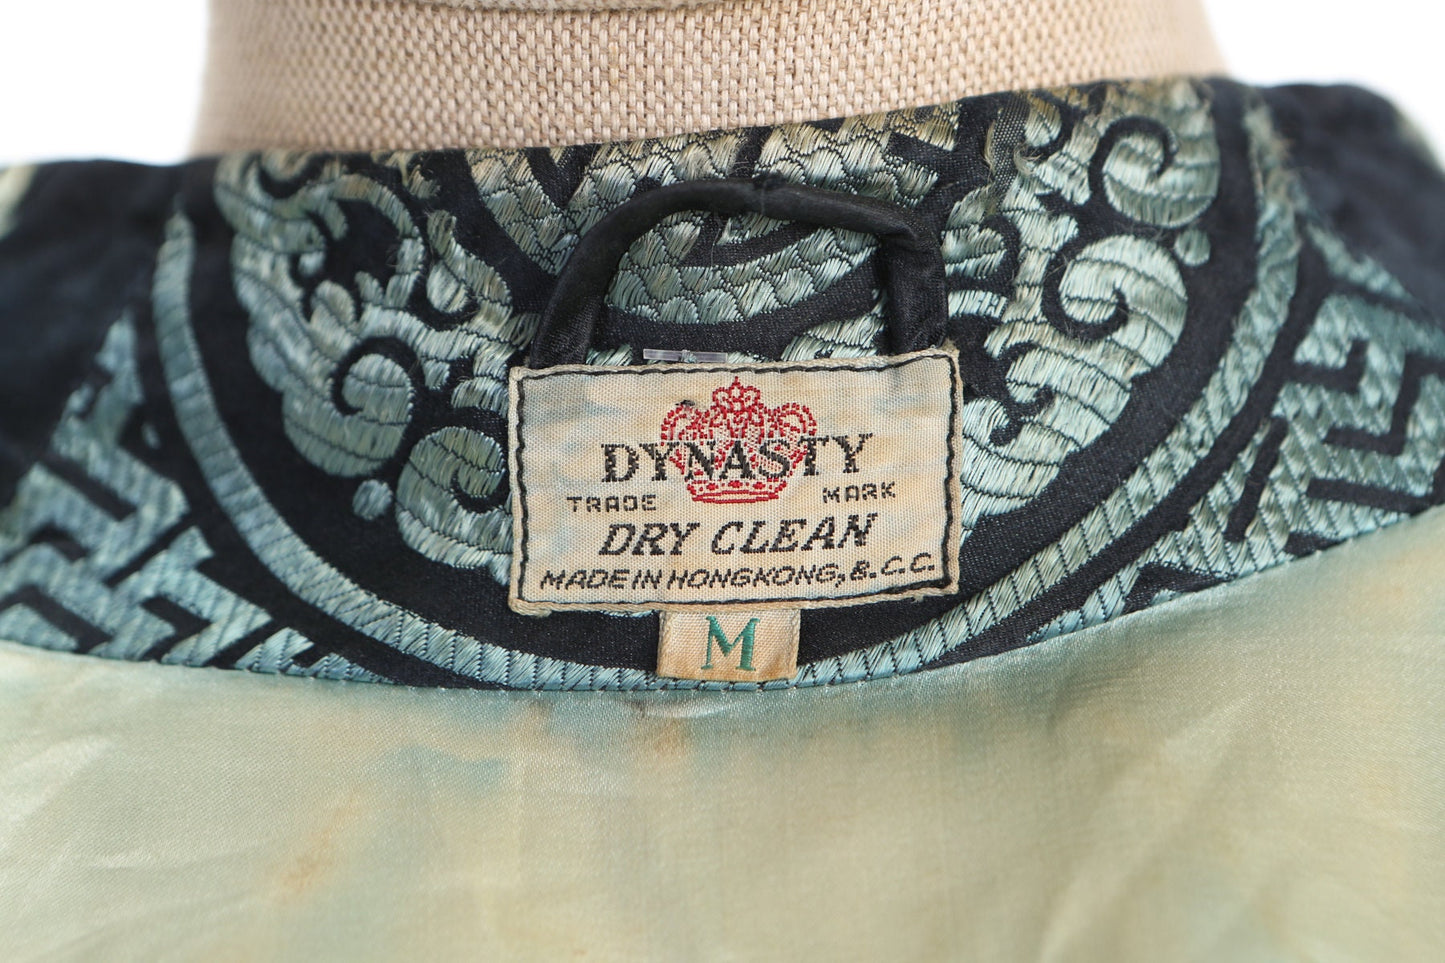 DYNASTY
TRADE MARK
DRY CLEAN
MADE IN HONGKONG, B.C.C.
M